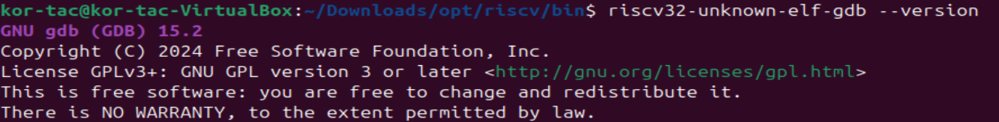 kor-tac@kor-tac-VirtualBox:~/Downloads/opt/riscv/bin$ riscv32-unknown-elf-gdb --version
GNU gdb (GDB) 15.2
Copyright (C) 2024 Free Software Foundation, Inc.
License GPLv3+: GNU GPL version 3 or later <http://gnu.org/licenses/gpl.html>
This is free software: you are free to change and redistribute it.
There is NO WARRANTY, to the extent permitted by law.